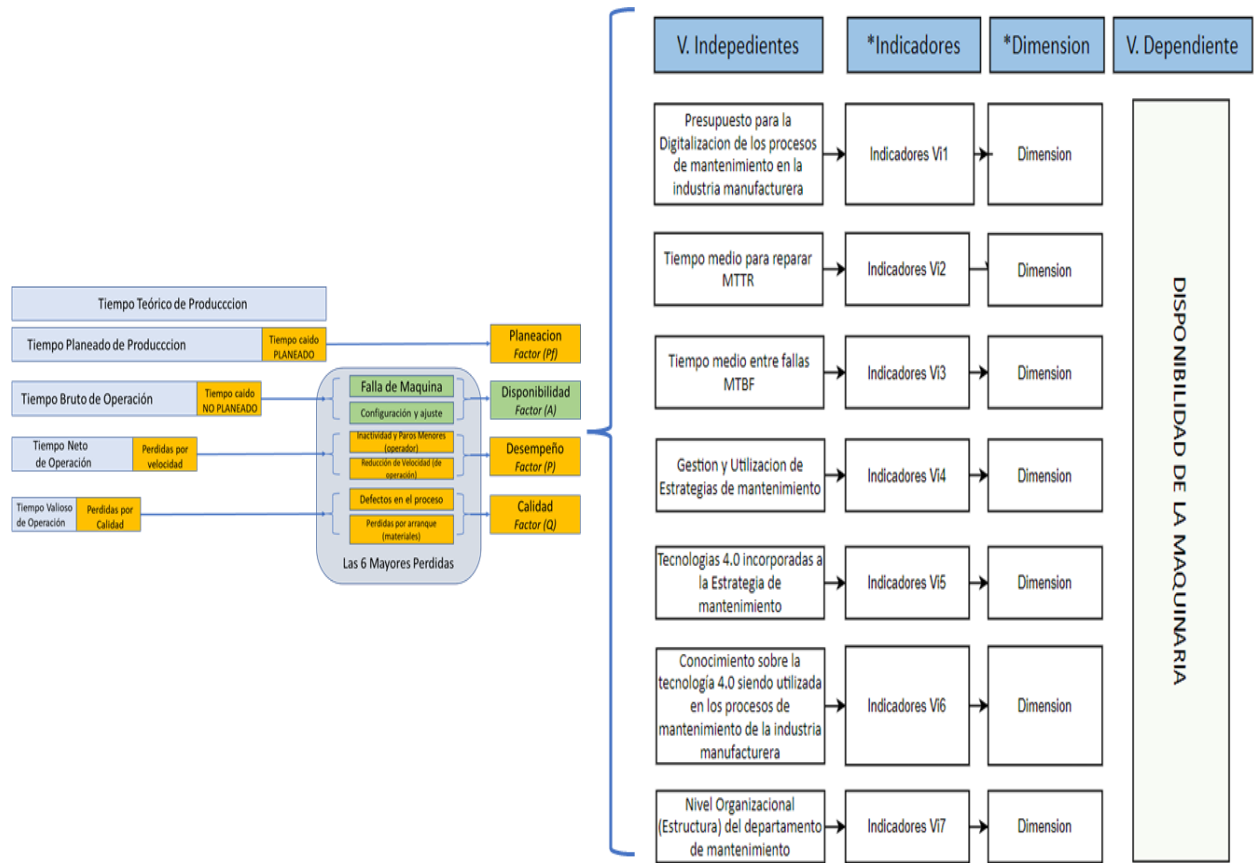 Tiempo Teórico de Producccion
Tiempo Planeado de Producccion
Tiempo caido
PLANEADO
Planeacion
Factor (Pf)
Tiempo Bruto de Operación
Tiempo caido
NO PLANEADO
Falla de Maquina
Configuración y ajuste
Disponibilidad
Factor (A)
Tiempo Neto
de Operación
Perdidas por
velocidad
Inactividad y Paros Menores
(operador)
Reducción de Velocidad (de
operación)
Desempeño
Factor (P)
Tiempo Valioso
de Operación
Perdidas por
Calidad
Defectos en el proceso
Perdidas por arranque
(materiales)
Calidad
Factor (Q)
Las 6 Mayores Perdidas
V. Indepedientes
*Indicadores
*Dimension
V. Dependiente
Presupuesto para la
Digitalizacion de los procesos
de mantenimiento en la
industria manufacturera
Indicadores Vi1
Dimension
Tiempo medio para reparar
MTTR
Indicadores Vi2
Dimension
Tiempo medio entre fallas
MTBF
Indicadores Vi3
Dimension
Gestion y Utilizacion de
Estrategias de mantenimiento
Indicadores Vi4
Dimension
Tecnologias 4.0 incorporadas a
la Estrategia de
mantenimiento
Indicadores Vi5
Dimension
Conocimiento sobre la
tecnología 4.0 siendo utilizada
en los procesos de
mantenimiento de la industria
manufacturera
Indicadores Vi6
Dimension
Nivel Organizacional
(Estructura) del departamento
de mantenimiento
Indicadores Vi7
Dimension
DISPONIBILIDAD DE LA MAQUINARIA